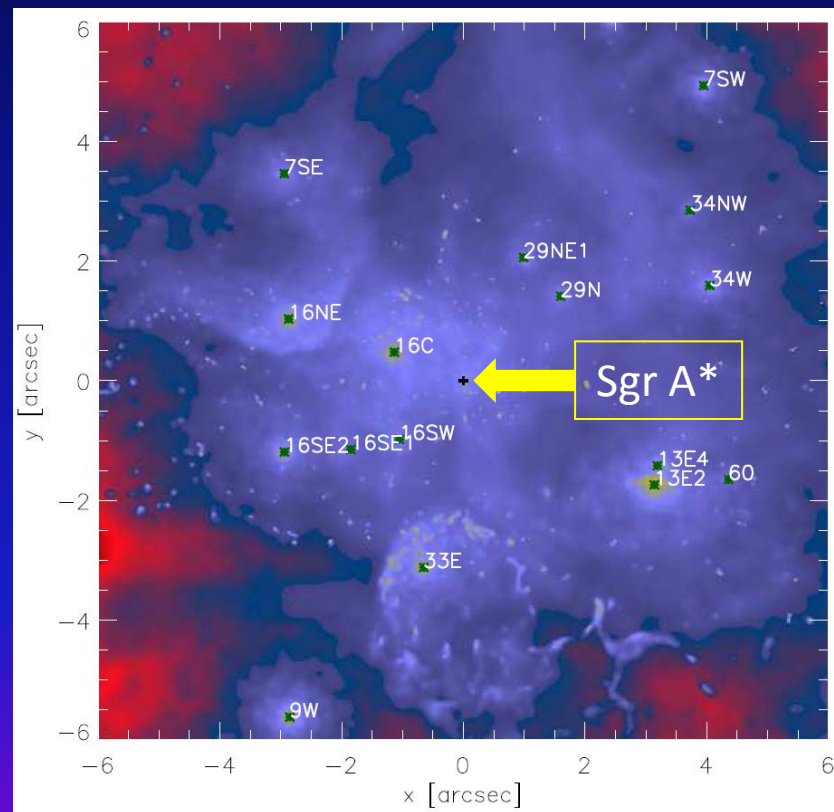 6
4
2
0
−2
−4
−6
y [arcsec]
7SW
7SE
34NW
29NE1
34W
29N
16NE
16C
Sgr A*
16SW
16SE1
16SE2
13E4
60
13E2
33E
9W
−6
−4
−2
0
2
4
6
x [arcsec]